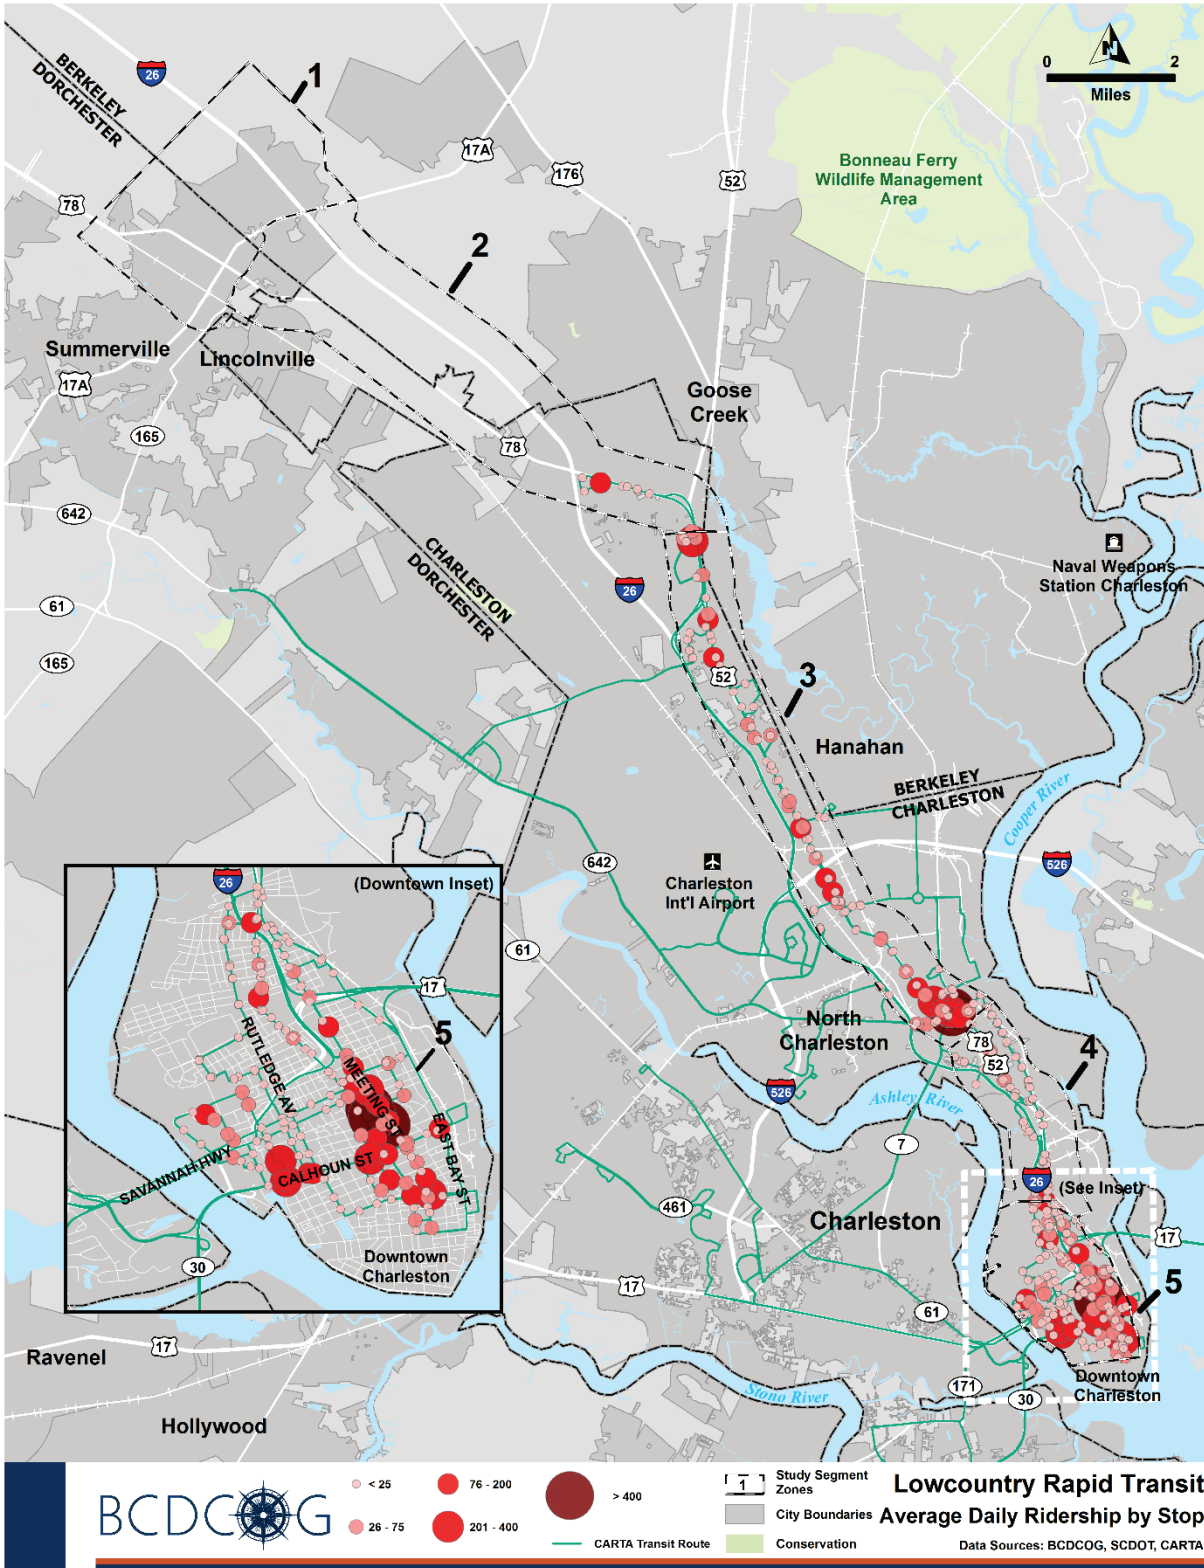 N
0 2
Miles
26
1
BERKELEY
DORCHESTER
17A
176
52
Bonneau Ferry
Wildlife Management
Area
78
2
Summerville
Lincolnville
17A
165
Goose
Creek
78
642
CHARLESTON
DORCHESTER
26
Naval Weapons
Station Charleston
61
165
52
3
Hanahan
BERKELEY
CHARLESTON
Cooper River
526
642
Charleston
Int'l Airport
61
North
Charleston
78
52
4
526
Ashley River
7
26
(See Inset)
461
Charleston
17
17
5
61
Downtown
Charleston
171
30
Stono River
Ravenel
17
Hollywood
(Downtown Inset)
26
17
5
RUTLEDGE AV
MEETING ST
EAST BAY ST
SAVANNAH HWY
CALHOUN ST
30
Downtown
Charleston
BCDCOG
< 25
26 - 75
76 - 200
201 - 400
> 400
CARTA Transit Route
1
Study Segment
Zones
City Boundaries
Conservation
Lowcountry Rapid Transit
Average Daily Ridership by Stop
Data Sources: BCDCOG, SCDOT, CARTA